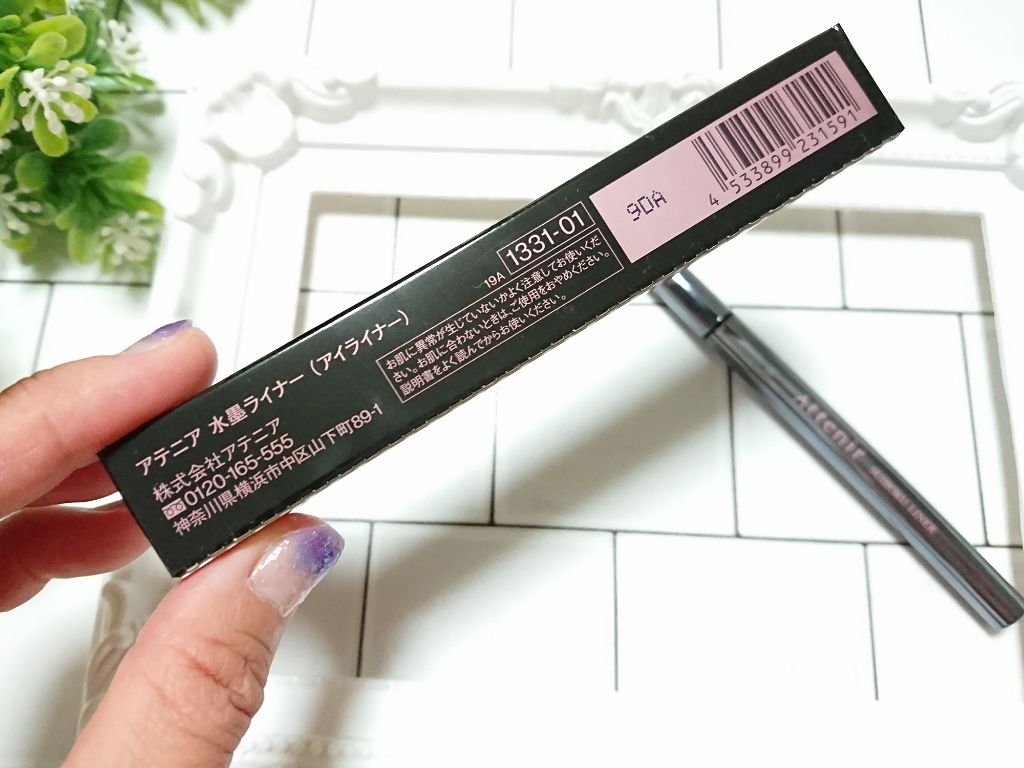 アテニア 水墨ライナー (アイライナー)
株式会社アテニア
0120-165-555
神奈川県横浜市中区山下町89-1
19A 1331-01
お肌に異常が生じていないかよく注意してお使いくだ
さい。お肌に合わないときは、ご使用をおやめください。
説明書をよく読んでからお使いください。
9DA
4 533899 231591
Attenir
LINER